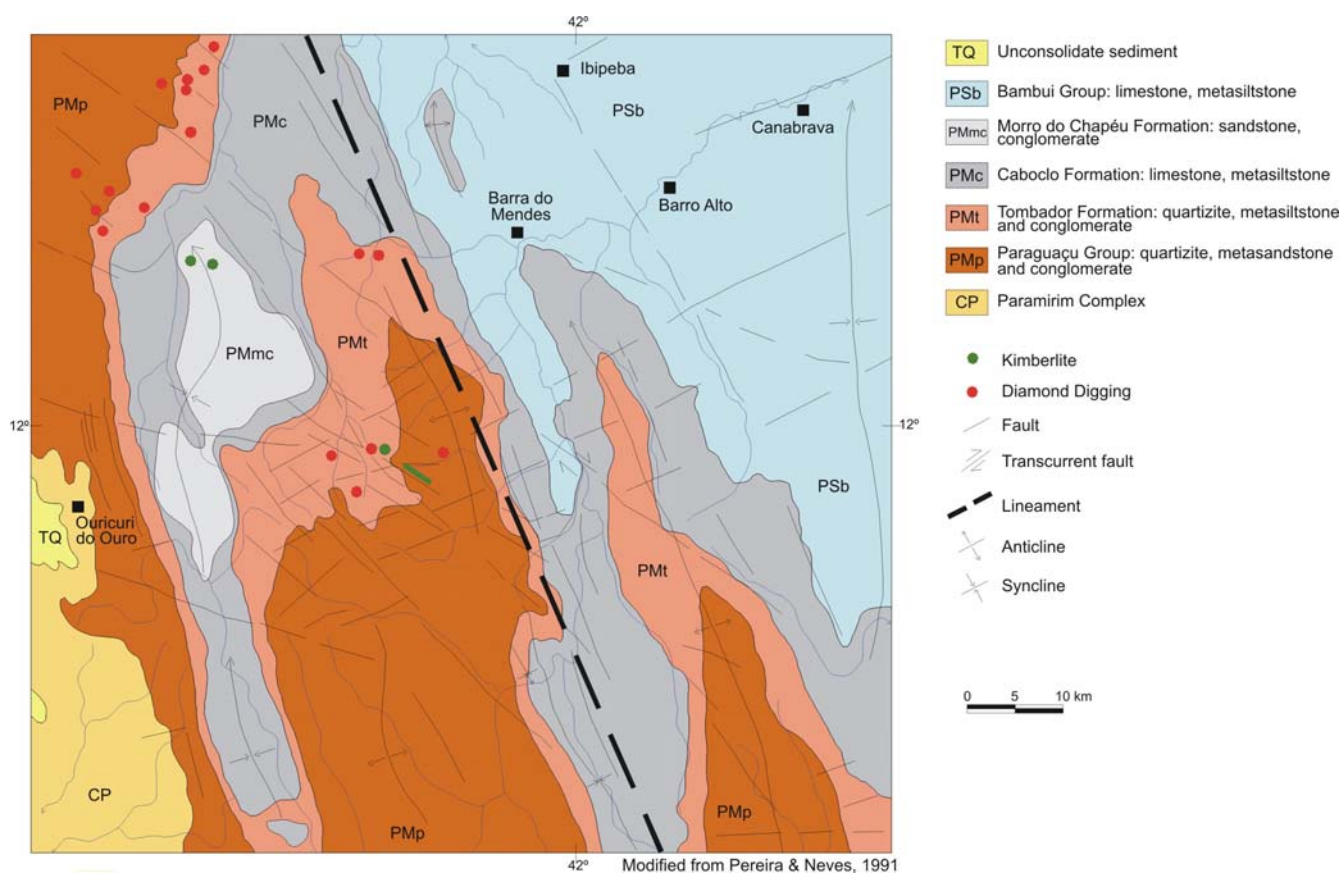 42º
Ibipeba
PMp
PSb
PMc
Canabrava
Barra do
Mendes
Barro Alto
PMt
PMmc
12º
12º
PSb
Ouricuri
do Ouro
TQ
PMt
CP
PMp
PMp
42º
Modified from Pereira & Neves, 1991
TQ Unconsolidate sediment
PSb Bambui Group: limestone, metasiltstone
PMmc Morro do Chapéu Formation: sandstone,
conglomerate
PMc Caboclo Formation: limestone, metasiltstone
PMt Tombador Formation: quartizite, metasiltstone
and conglomerate
PMp Paraguaçu Group: quartizite, metasandstone
and conglomerate
CP Paramirim Complex
Kimberlite
Diamond Digging
Fault
Transcurrent fault
Lineament
Anticline
Syncline
0 5 10 km